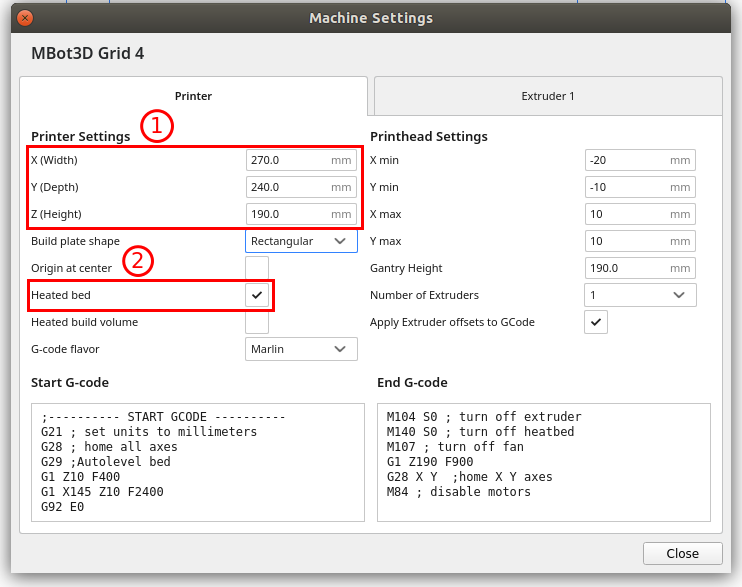 Machine Settings
MBot3D Grid 4
Printer
Extruder 1
Printer Settings
1
X (Width)
270.0 mm
Y (Depth)
240.0 mm
Z (Height)
190.0 mm
Build plate shape
Rectangular
Origin at center
2
Heated bed
Heated build volume
G-code flavor
Marlin
Printhead Settings
X min
-20 mm
Y min
-10 mm
X max
10 mm
Y max
10 mm
Gantry Height
190.0 mm
Number of Extruders
1
Apply Extruder offsets to GCode
Start G-code
;---------- START GCODE ----------
G21 ; set units to millimeters
G28 ; home all axes
G29 ;Autolevel bed
G1 Z10 F400
G1 X145 Z10 F2400
G92 E0
End G-code
M104 S0 ; turn off extruder
M140 S0 ; turn off heatbed
M107 ; turn off fan
G1 Z190 F900
G28 X Y  ;home X Y axes
M84 ; disable motors
Close